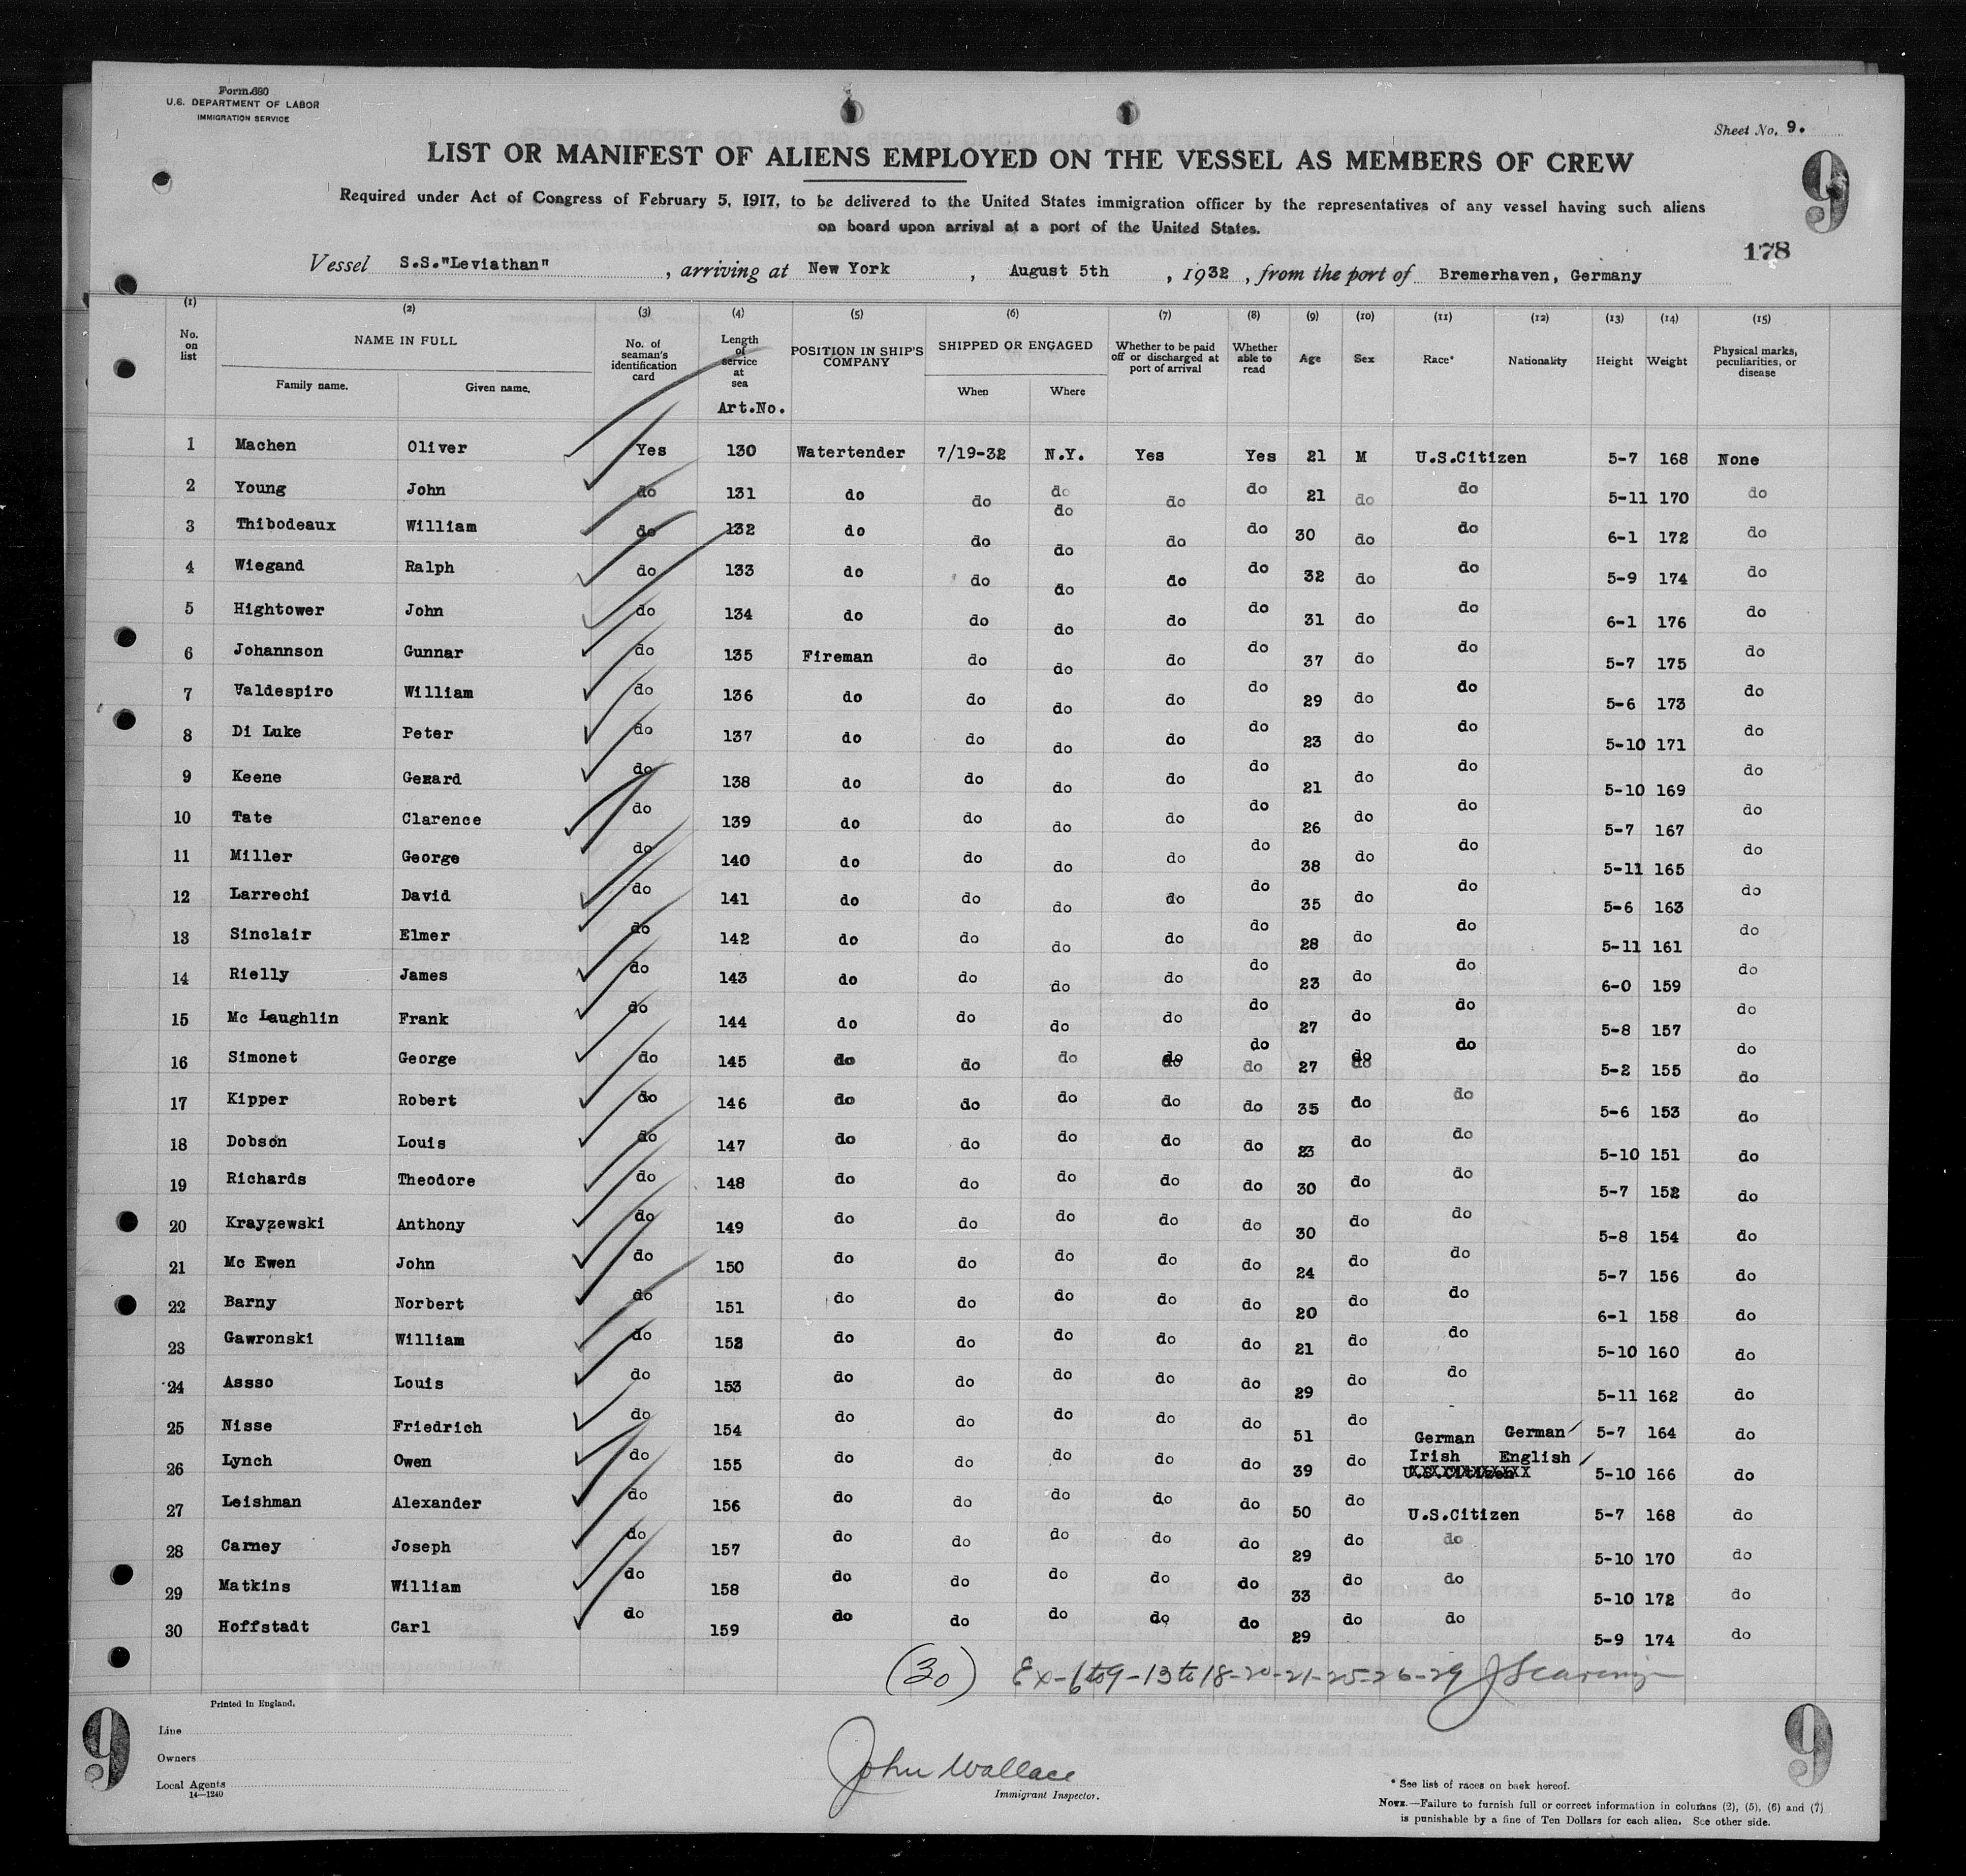 Form 680
U.S. DEPARTMENT OF LABOR
IMMIGRATION SERVICE
Sheet No. 9.
LIST OR MANIFEST OF ALIENS EMPLOYED ON THE VESSEL AS MEMBERS OF CREW
9
Required under Act of Congress of February 5, 1917, to be delivered to the United States immigration officer by the representatives of any vessel having such aliens
on board upon arrival at a port of the United States.
178
Vessel S.S."Leviathan", arriving at New York, August 5th, 1932, from the port of Bremerhaven, Germany
(1) (2) (3) (4) (5) (6) (7) (8) (9) (10) (11) (12) (13) (14) (15)
No. on list NAME IN FULL Family name. Given name. No. of seaman's identification card Length of service at sea Art.No. POSITION IN SHIP'S COMPANY SHIPPED OR ENGAGED When Where Whether to be paid off or discharged at port of arrival Whether able to read Age Sex Race* Nationality Height Weight Physical marks, peculiarities, or disease
1 Machen Oliver Yes 130 Watertender 7/19-32 N.Y. Yes Yes 21 M U.S.Citizen 5-7 168 None
2 Young John do 131 do do do do do 21 do do 5-11 170 do
3 Thibodeaux William do 132 do do do do do 30 do do 6-1 172 do
4 Wiegand Ralph do 133 do do do do do 32 do do 5-9 174 do
5 Hightower John do 134 do do do do do 31 do do 6-1 176 do
6 Johannson Gunnar do 135 Fireman do do do do 37 do do 5-7 175 do
7 Valdespiro William do 136 do do do do do 29 do do 5-6 173 do
8 Di Luke Peter do 137 do do do do do 23 do do 5-10 171 do
9 Keene Gerard do 138 do do do do do 21 do do 5-10 169 do
10 Tate Clarence do 139 do do do do do 26 do do 5-7 167 do
11 Miller George do 140 do do do do do 38 do do 5-11 165 do
12 Larrechi David do 141 do do do do do 35 do do 5-6 163 do
13 Sinclair Elmer do 142 do do do do do 28 do do 5-11 161 do
14 Rielly James do 143 do do do do do 23 do do 6-0 159 do
15 Mc Laughlin Frank do 144 do do do do do 27 do do 5-8 157 do
16 Simonet George do 145 do do do do do 27 do do 5-2 155 do
17 Kipper Robert do 146 do do do do do 35 do do 5-6 153 do
18 Dobson Louis do 147 do do do do do 23 do do 5-10 151 do
19 Richards Theodore do 148 do do do do do 30 do do 5-7 152 do
20 Krayzewski Anthony do 149 do do do do do 30 do do 5-8 154 do
21 Mc Ewen John do 150 do do do do do 24 do do 5-7 156 do
22 Barny Norbert do 151 do do do do do 20 do do 6-1 158 do
23 Gawronski William do 152 do do do do do 21 do do 5-10 160 do
24 Assso Louis do 153 do do do do do 29 do do 5-11 162 do
25 Nisse Friedrich do 154 do do do do do 51 do German German 5-7 164 do
26 Lynch Owen do 155 do do do do do 39 do Irish English U.S.Citizen 5-10 166 do
27 Leishman Alexander do 156 do do do do do 50 do U.S.Citizen 5-7 168 do
28 Carney Joseph do 157 do do do do do 29 do do 5-10 170 do
29 Matkins William do 158 do do do do do 33 do do 5-10 172 do
30 Hoffstadt Carl do 159 do do do do do 29 do do 5-9 174 do
(30) Ex-6to9-13to18-20-21-25-26-29
Printed in England.
9
Line
Owners
Local Agents
14—1240
John Wallace
Immigrant Inspector.
9
* See list of races on back hereof.
NOTE.—Failure to furnish full or correct information in columns (2), (5), (6) and (7)
is punishable by a fine of Ten Dollars for each alien. See other side.